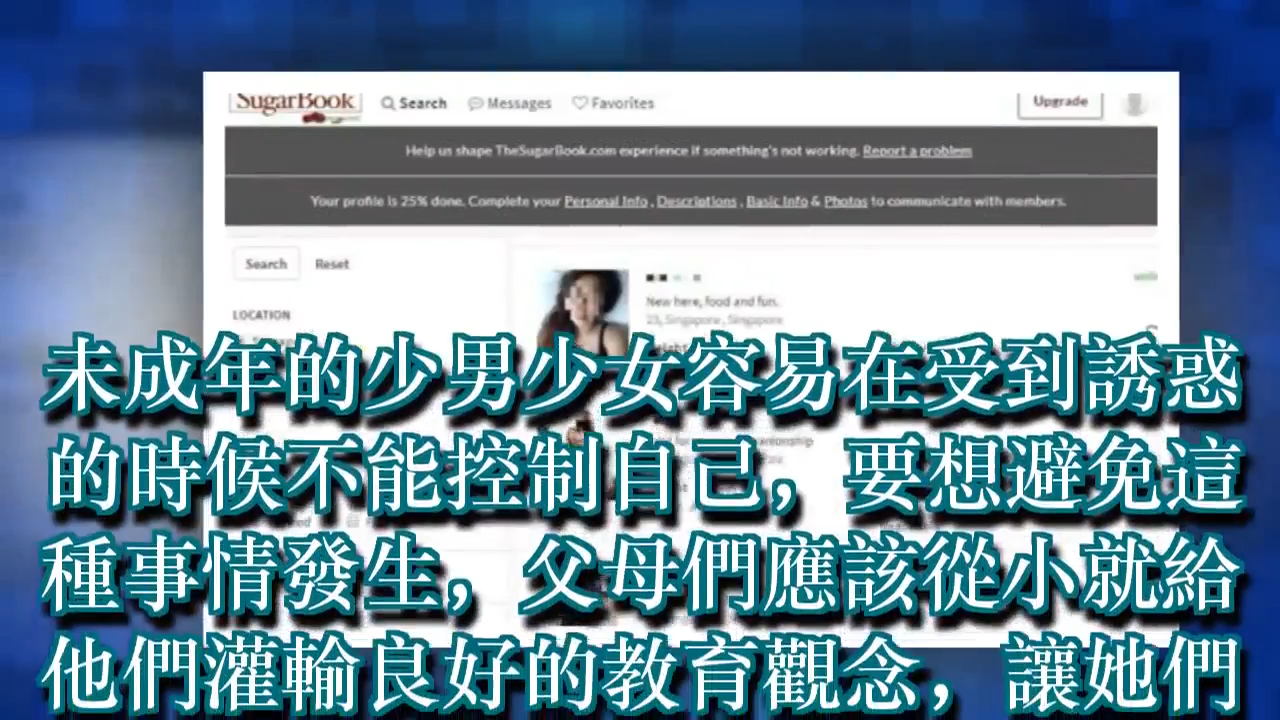 SugarBook Search Messages Favorites Upgrade
Help us shape TheSugarBook.com experience if something's not working. Report a problem
Your profile is 25% done. Complete your Personal Info, Descriptions, Basic Info & Photos to communicate with members.
Search Reset
LOCATION
New here, food and fun.
23, Singapore, Singapore
未成年的少男少女容易在受到誘惑
的時候不能控制自己，要想避免這
種事情發生，父母們應該從小就給
他們灌輸良好的教育觀念，讓她們